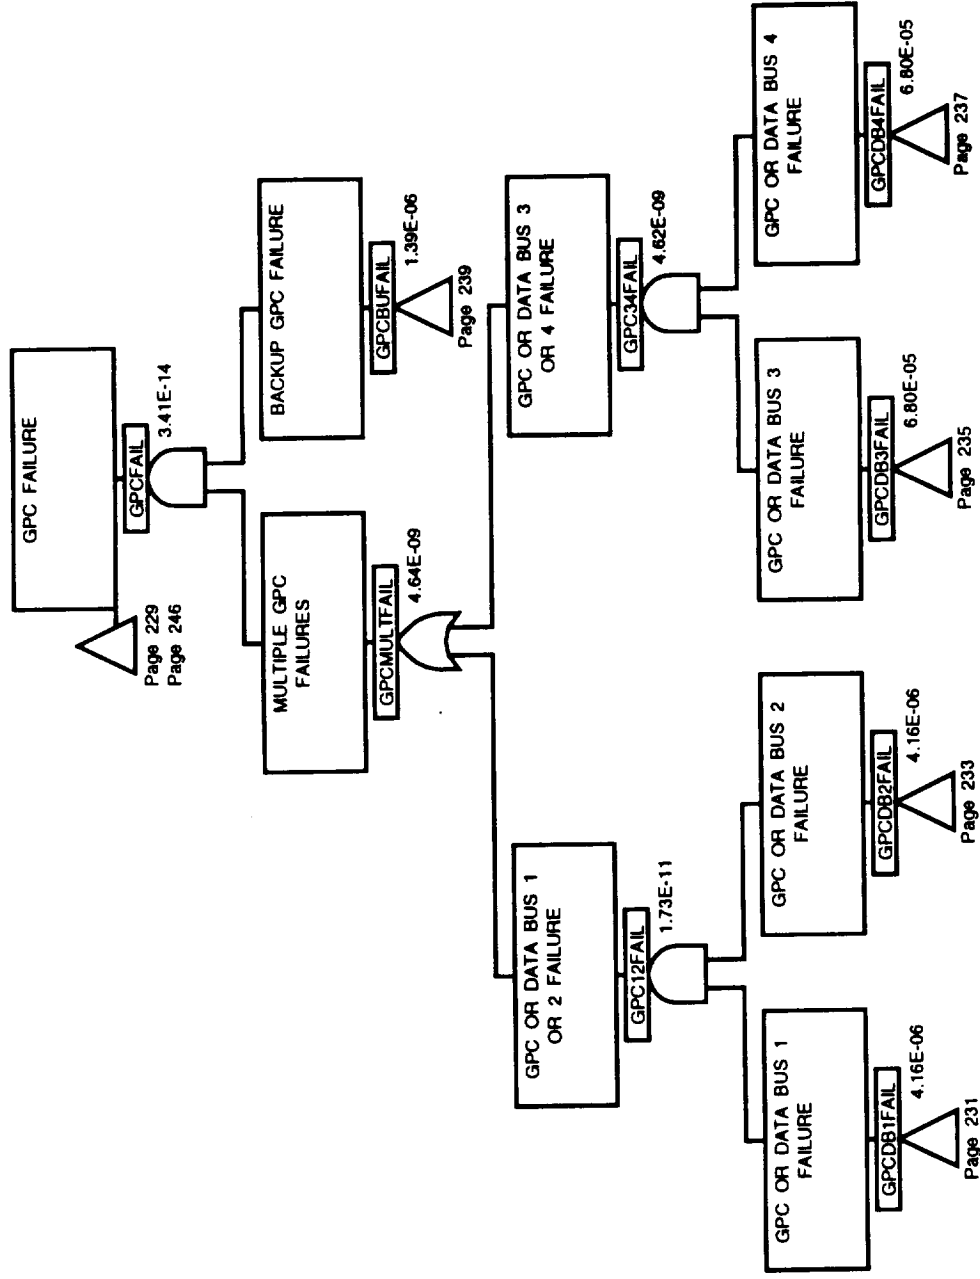 GPC FAILURE
GPCFAIL
3.41E-14
Page 229
Page 246
MULTIPLE GPC
FAILURES
GPCMULTFAIL
4.64E-09
BACKUP GPC FAILURE
GPCBUFAIL
1.39E-06
Page 239
GPC OR DATA BUS 1
OR 2 FAILURE
GPC12FAIL
1.73E-11
GPC OR DATA BUS 3
OR 4 FAILURE
GPC34FAIL
4.62E-09
GPC OR DATA BUS 1
FAILURE
GPCDB1FAIL
4.16E-06
Page 231
GPC OR DATA BUS 2
FAILURE
GPCDB2FAIL
4.16E-06
Page 233
GPC OR DATA BUS 3
FAILURE
GPCDB3FAIL
6.80E-05
Page 235
GPC OR DATA BUS 4
FAILURE
GPCDB4FAIL
6.80E-05
Page 237